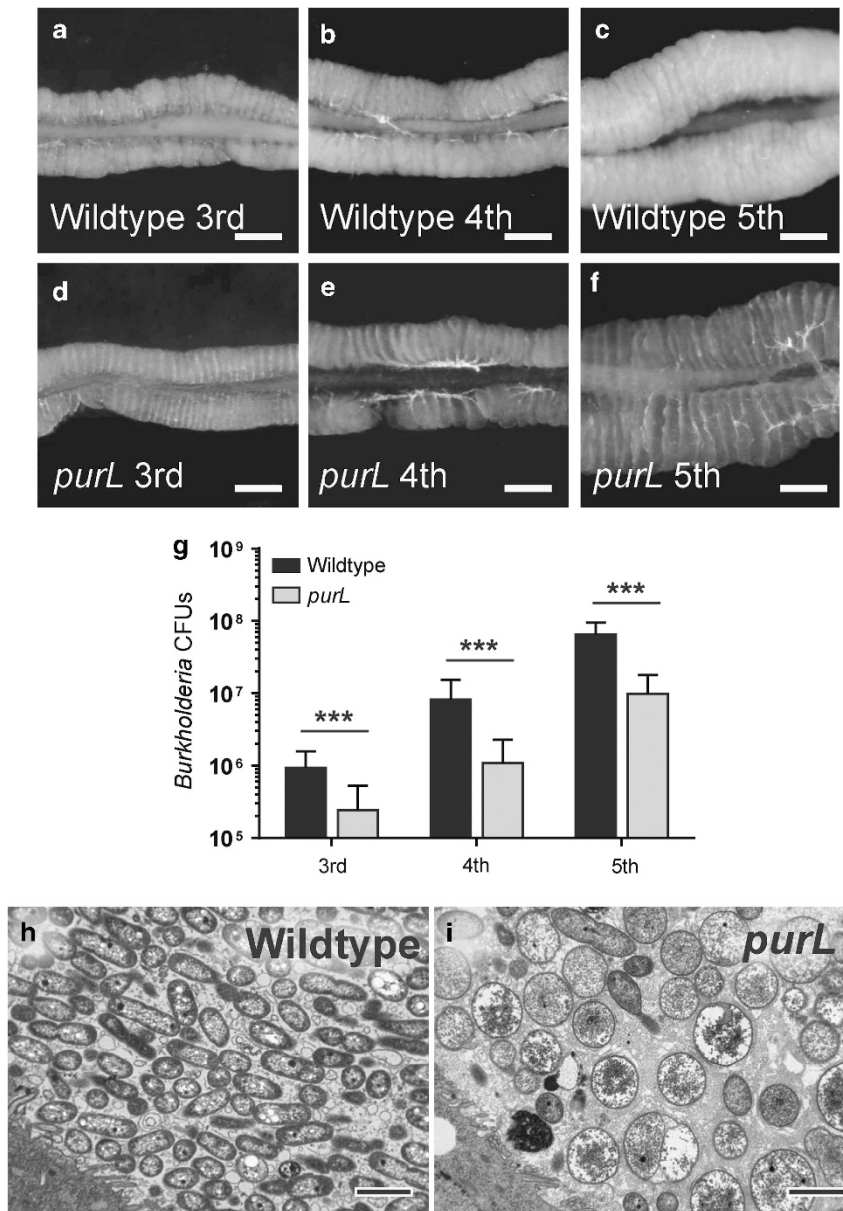 a
b
c
Wildtype 3rd
Wildtype 4th
Wildtype 5th
d
e
f
purL 3rd
purL 4th
purL 5th
g
10⁹
10⁸
10⁷
10⁶
10⁵
Burkholderia CFUs
Wildtype
purL
***
***
***
3rd
4th
5th
h
Wildtype
i
purL